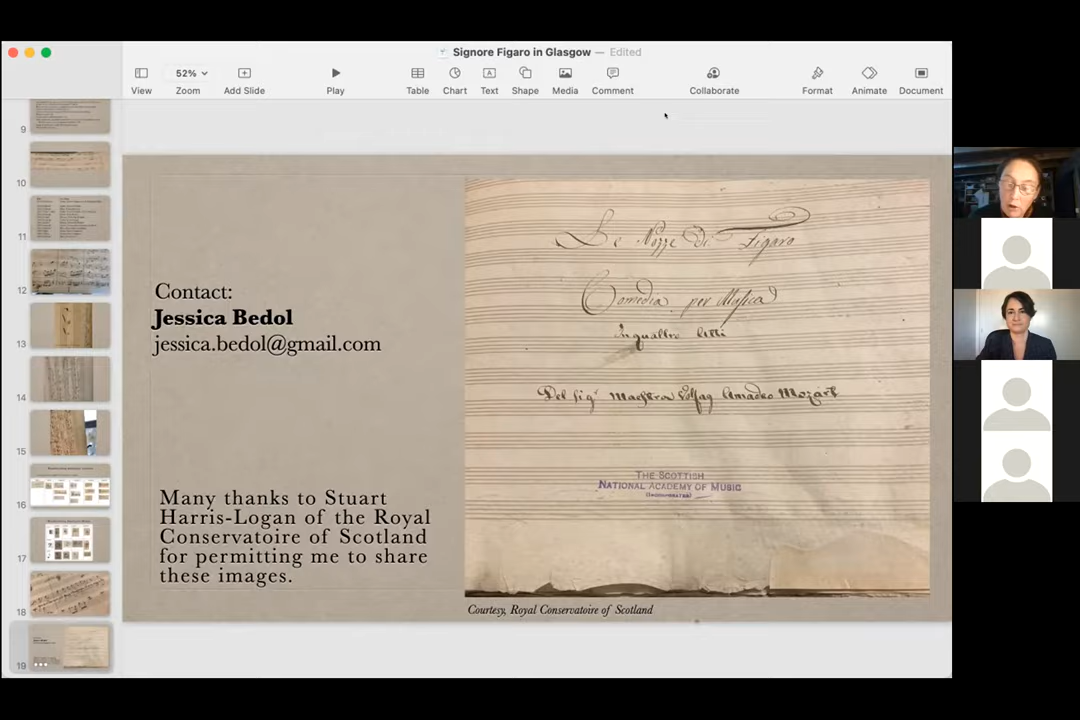 Signore Figaro in Glasgow — Edited
52%
View
Zoom
Add Slide
Play
Table
Chart
Text
Shape
Media
Comment
Collaborate
Format
Animate
Document
9
10
11
12
13
14
15
16
17
18
19
Contact:
Jessica Bedol
jessica.bedol@gmail.com
Many thanks to Stuart
Harris-Logan of the Royal
Conservatoire of Scotland
for permitting me to share
these images.
Le Nozze di Figaro
Comedia per Musica
In quattro
Del Sigr Maestro Volfag Amadeo Mozart
THE SCOTTISH
NATIONAL ACADEMY OF MUSIC
(INCORPORATED)
Courtesy, Royal Conservatoire of Scotland